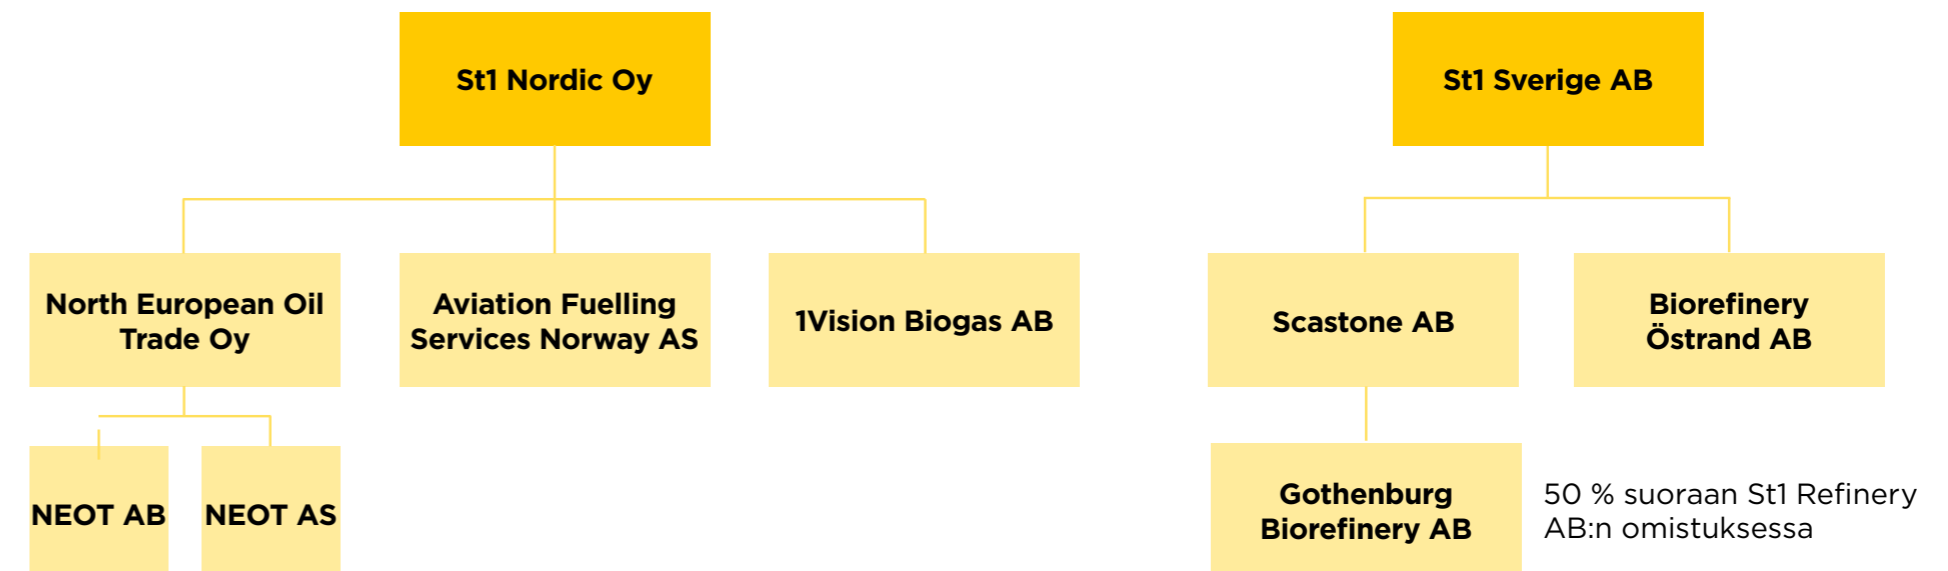 St1 Nordic Oy
St1 Sverige AB
North European Oil
Trade Oy
Aviation Fuelling
Services Norway AS
1Vision Biogas AB
Scastone AB
Biorefinery
Östrand AB
NEOT AB
NEOT AS
Gothenburg
Biorefinery AB
50 % suoraan St1 Refinery
AB:n omistuksessa